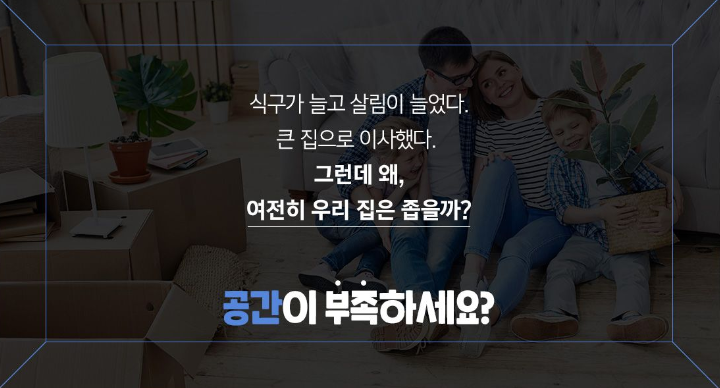 식구가 늘고 살림이 늘었다.
큰 집으로 이사했다.
그런데 왜,
여전히 우리 집은 좁을까?
공간이 부족하세요?